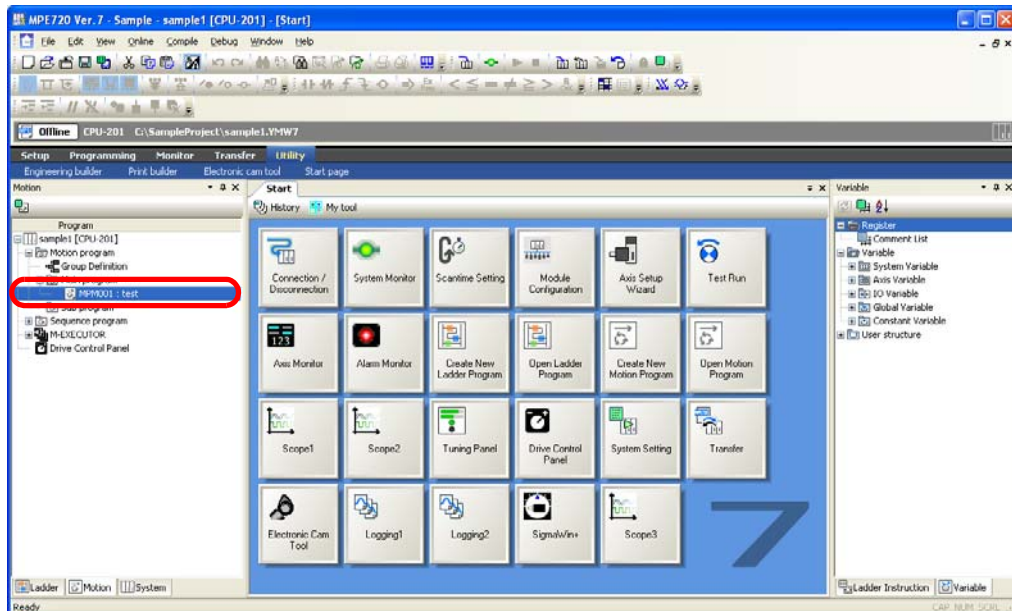 MPE720 Ver. 7 - Sample - sample1 [CPU-201] - [Start]
File Edit View Online Compile Debug Window Help
Offline CPU-201 C:\SampleProject\sample1.YMW7
Setup Programming Monitor Transfer Utility
Engineering builder Print builder Electronic cam tool Start page
Motion
Program
sample1 [CPU-201]
Motion program
Group Definition
MPM001 : test
Sub program
Sequence program
M-EXECUTOR
Drive Control Panel
Ladder Motion System
Start
History My tool
Connection / Disconnection
System Monitor
Scantime Setting
Module Configuration
Axis Setup Wizard
Test Run
123
Axis Monitor
Alarm Monitor
Create New Ladder Program
Open Ladder Program
Create New Motion Program
Open Motion Program
Scope1
Scope2
Tuning Panel
Drive Control Panel
System Setting
Transfer
Electronic Cam Tool
Logging1
Logging2
SigmaWin+
Scope3
7
Variable
Register
Comment List
Variable
System Variable
Axis Variable
IO Variable
Global Variable
Constant Variable
User structure
Ladder Instruction Variable
Ready
CAP NUM SCRL